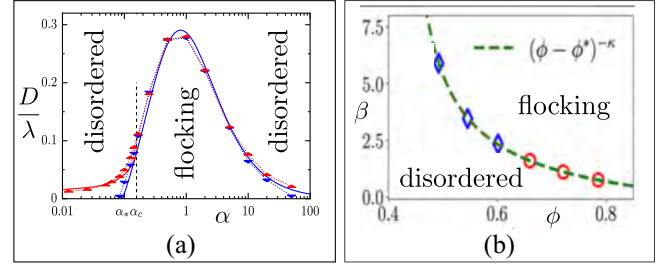 0.3
0.2
0.1
0
D/λ
disordered
flocking
disordered
0.01
α* αc
0.1
1
10
100
α
(a)
7.5
5.0
2.5
0.0
β
(ϕ − ϕ*)^−κ
flocking
disordered
0.4
0.6
ϕ
0.8
(b)